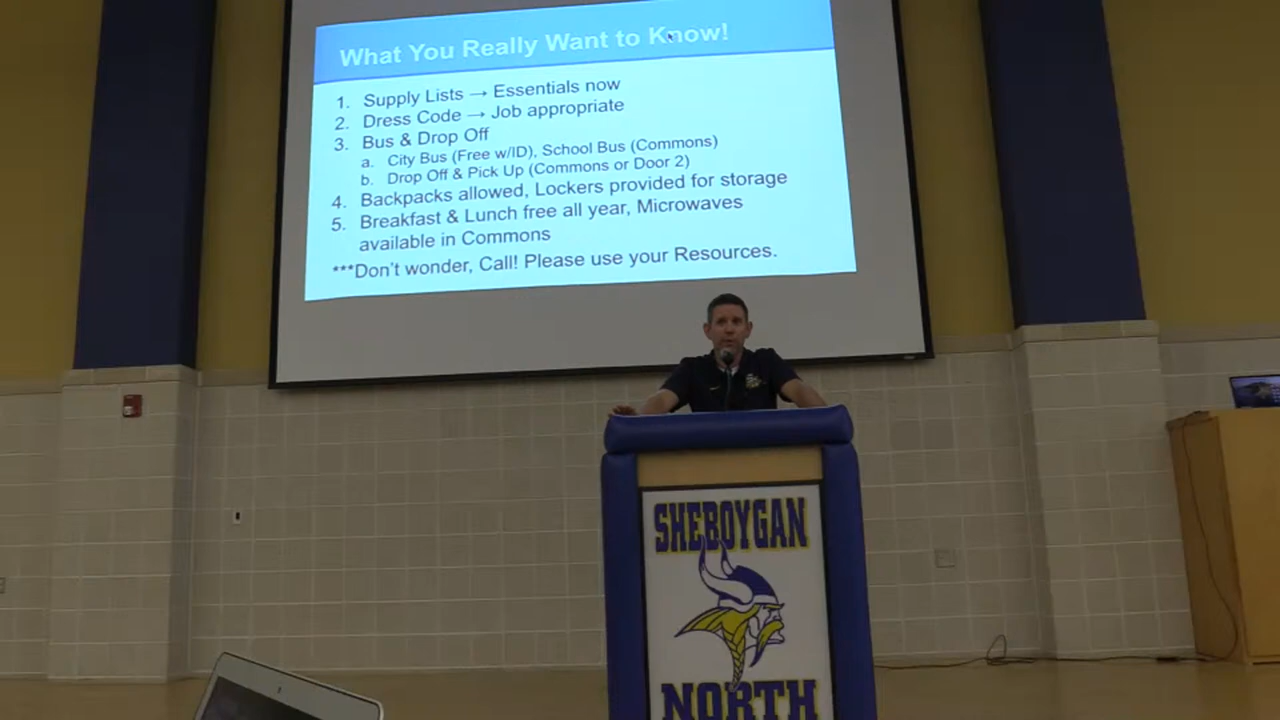 What You Really Want to Know!
1. Supply Lists → Essentials now
2. Dress Code → Job appropriate
3. Bus & Drop Off
a. City Bus (Free w/ID), School Bus (Commons)
b. Drop Off & Pick Up (Commons or Door 2)
4. Backpacks allowed, Lockers provided for storage
5. Breakfast & Lunch free all year, Microwaves
available in Commons
***Don't wonder, Call! Please use your Resources.
SHEBOYGAN
NORTH